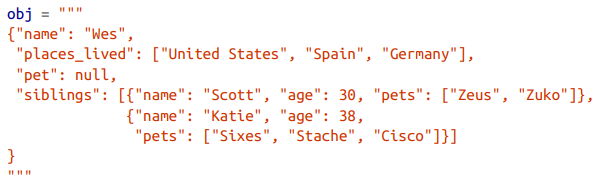 obj = """
{"name": "Wes",
 "places_lived": ["United States", "Spain", "Germany"],
 "pet": null,
 "siblings": [{"name": "Scott", "age": 30, "pets": ["Zeus", "Zuko"]},
              {"name": "Katie", "age": 38,
               "pets": ["Sixes", "Stache", "Cisco"]}]
}
"""